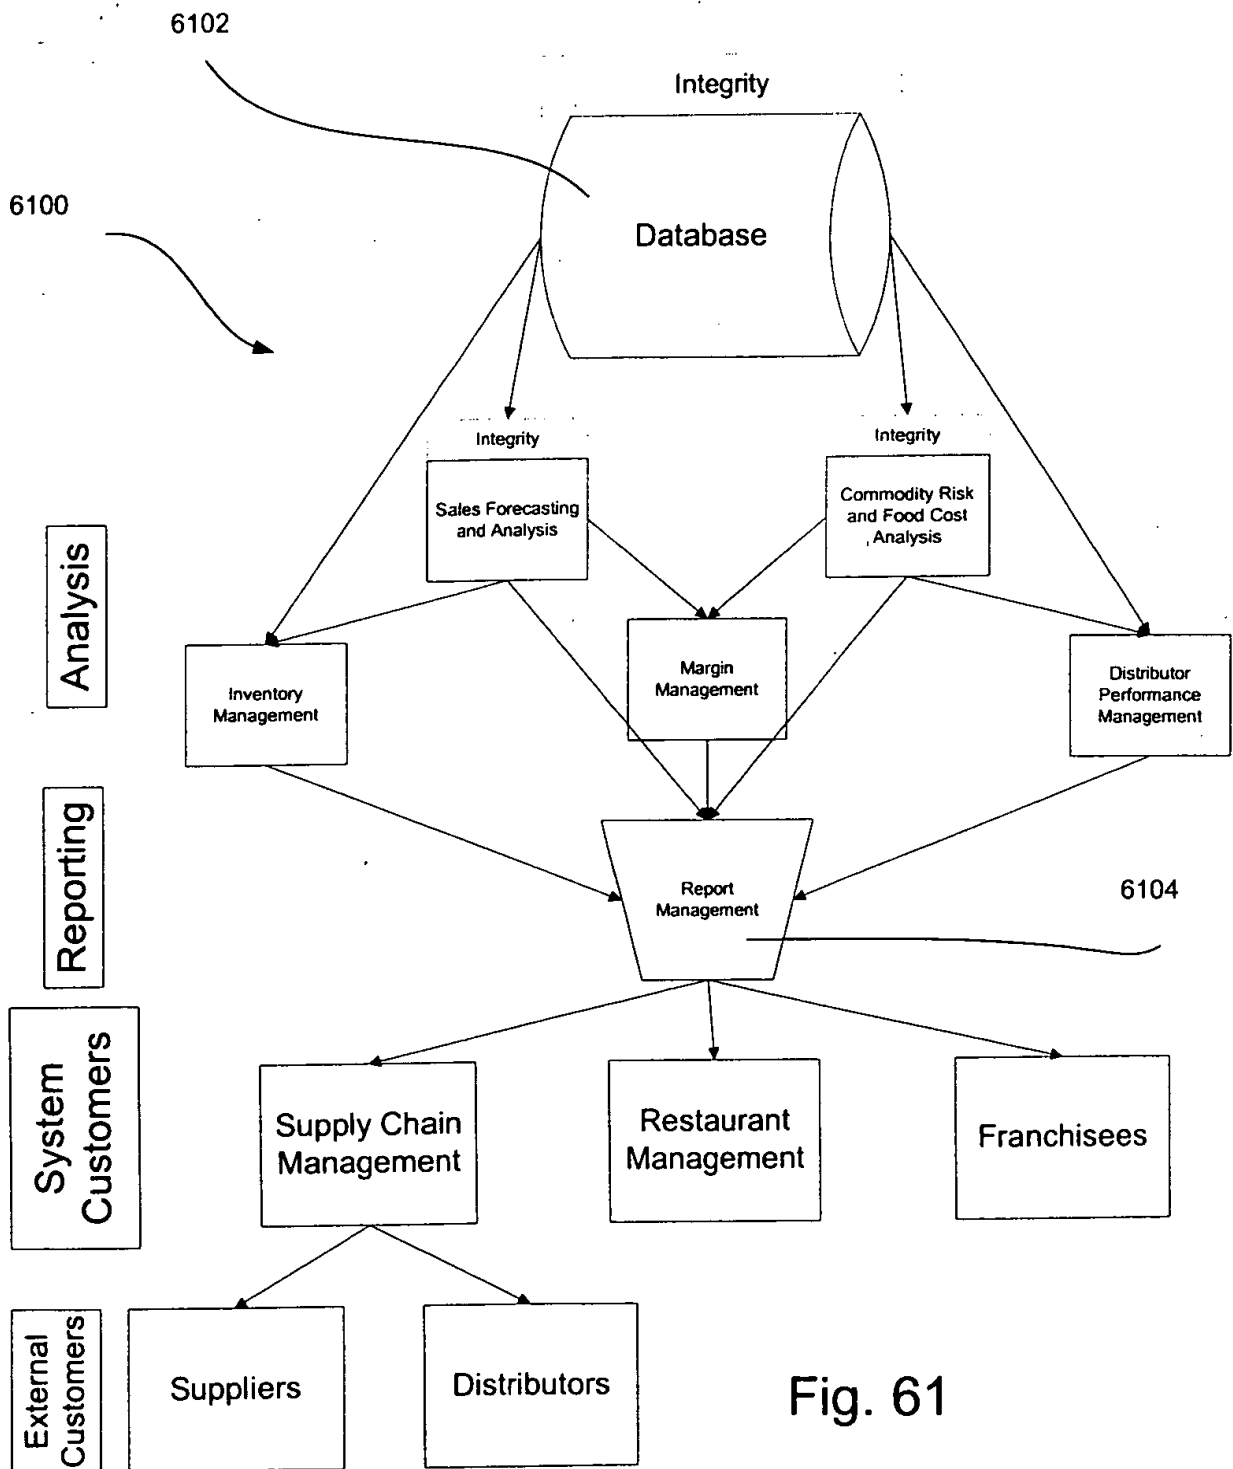 6102
Integrity
6100
Database
Integrity
Integrity
Sales Forecasting
and Analysis
Commodity Risk
and Food Cost
Analysis
Analysis
Inventory
Management
Margin
Management
Distributor
Performance
Management
Reporting
Report
Management
6104
System
Customers
Supply Chain
Management
Restaurant
Management
Franchisees
External
Customers
Suppliers
Distributors
Fig. 61